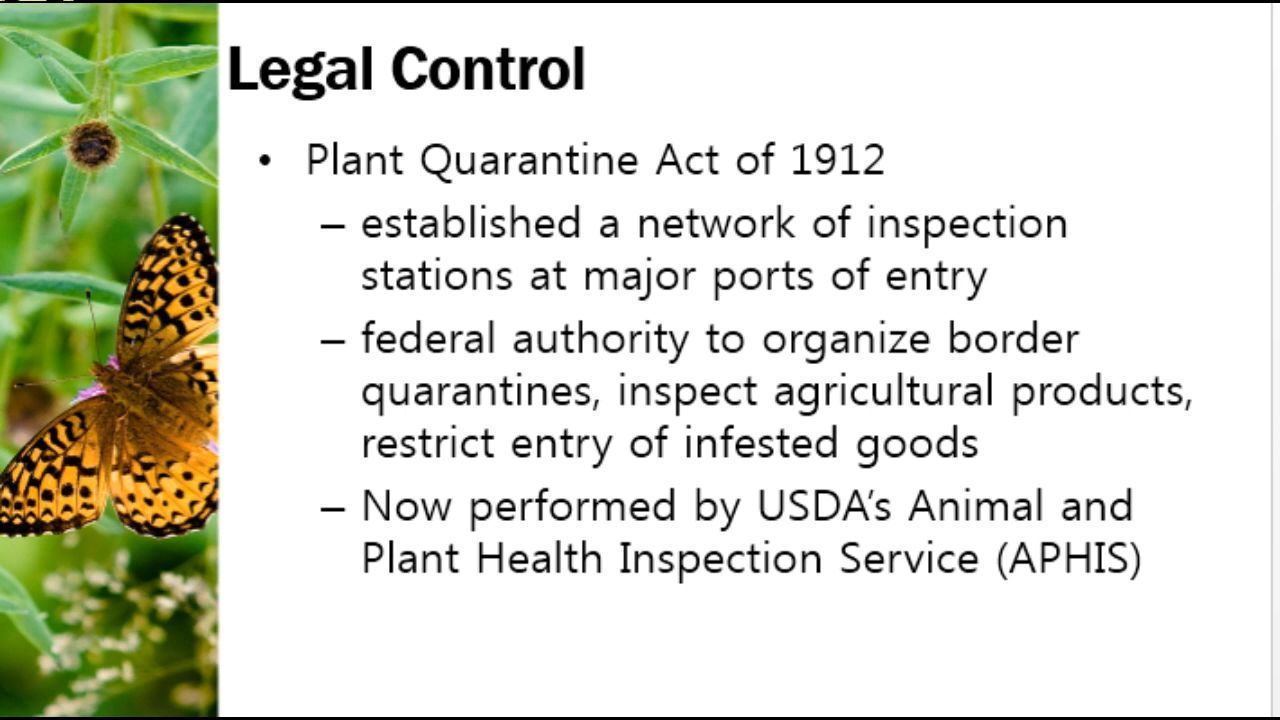 Legal Control
• Plant Quarantine Act of 1912
– established a network of inspection
stations at major ports of entry
– federal authority to organize border
quarantines, inspect agricultural products,
restrict entry of infested goods
– Now performed by USDA’s Animal and
Plant Health Inspection Service (APHIS)